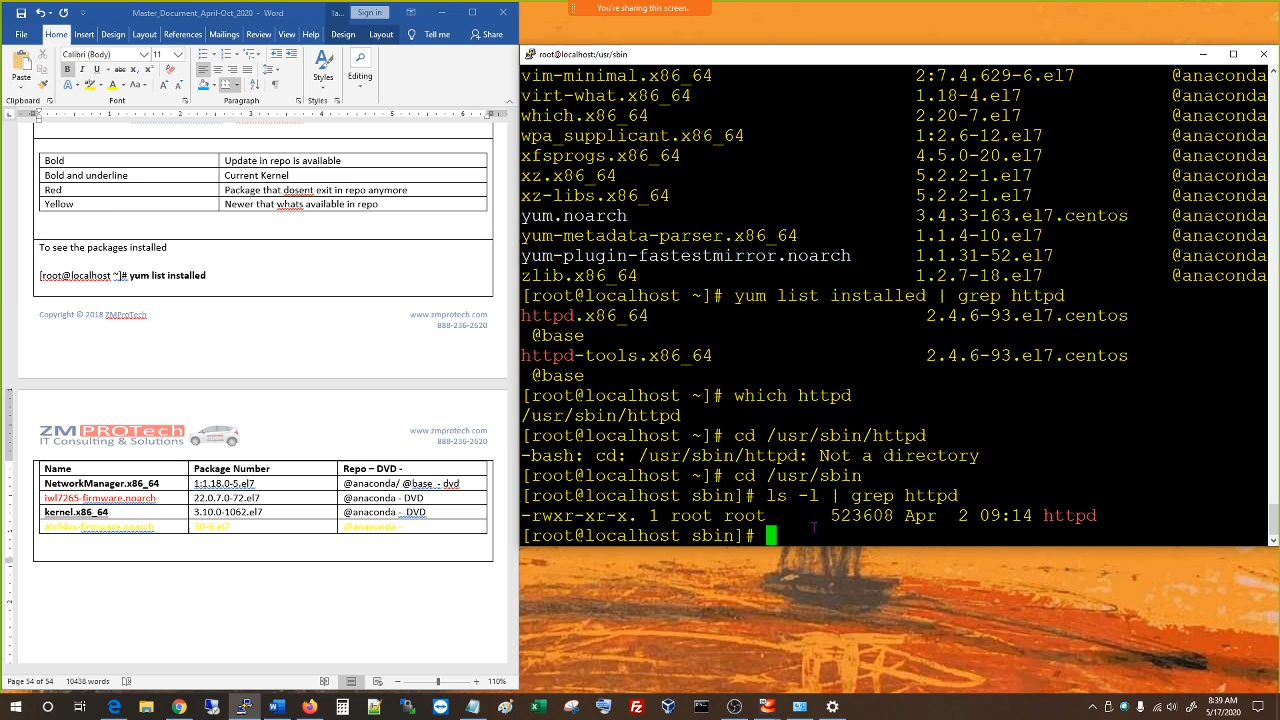 You're sharing this screen.
Master_Document_April-Oct_2020 - Word
Ta...
Sign in
File Home Insert Design Layout References Mailings Review View Help Design Layout Tell me Share
Calibri (Body) 11
Paste
Styles
Editing
Clipboard
Font
Paragraph
Styles
Bold Update in repo is available
Bold and underline Current Kernel
Red Package that dosent exit in repo anymore
Yellow Newer that whats available in repo
To see the packages installed
[root@localhost ~]# yum list installed
Copyright © 2018 ZMProTech www.zmprotech.com
888-236-2620
ZMPROTech
IT Consulting & Solutions
www.zmprotech.com
888-236-2620
Name Package Number Repo – DVD -
NetworkManager.x86_64 1:1.18.0-5.el7 @anaconda/ @base - dvd
iwl7265-firmware.noarch 22.0.7.0-72.el7 @anaconda - DVD
kernel.x86_64 3.10.0-1062.el7 @anaconda - DVD
aic94xx-firmware.noarch 30-6.el7 @anaconda -
Page 54 of 54 10438 words
110%
root@localhost:/usr/sbin
vim-minimal.x86_64 2:7.4.629-6.el7 @anaconda
virt-what.x86_64 1.18-4.el7 @anaconda
which.x86_64 2.20-7.el7 @anaconda
wpa_supplicant.x86_64 1:2.6-12.el7 @anaconda
xfsprogs.x86_64 4.5.0-20.el7 @anaconda
xz.x86_64 5.2.2-1.el7 @anaconda
xz-libs.x86_64 5.2.2-1.el7 @anaconda
yum.noarch 3.4.3-163.el7.centos @anaconda
yum-metadata-parser.x86_64 1.1.4-10.el7 @anaconda
yum-plugin-fastestmirror.noarch 1.1.31-52.el7 @anaconda
zlib.x86_64 1.2.7-18.el7 @anaconda
[root@localhost ~]# yum list installed | grep httpd
httpd.x86_64 2.4.6-93.el7.centos
@base
httpd-tools.x86_64 2.4.6-93.el7.centos
@base
[root@localhost ~]# which httpd
/usr/sbin/httpd
[root@localhost ~]# cd /usr/sbin/httpd
-bash: cd: /usr/sbin/httpd: Not a directory
[root@localhost ~]# cd /usr/sbin
[root@localhost sbin]# ls -l | grep httpd
-rwxr-xr-x. 1 root root 523608 Apr 2 09:14 httpd
[root@localhost sbin]#
8:39 AM
5/17/2020